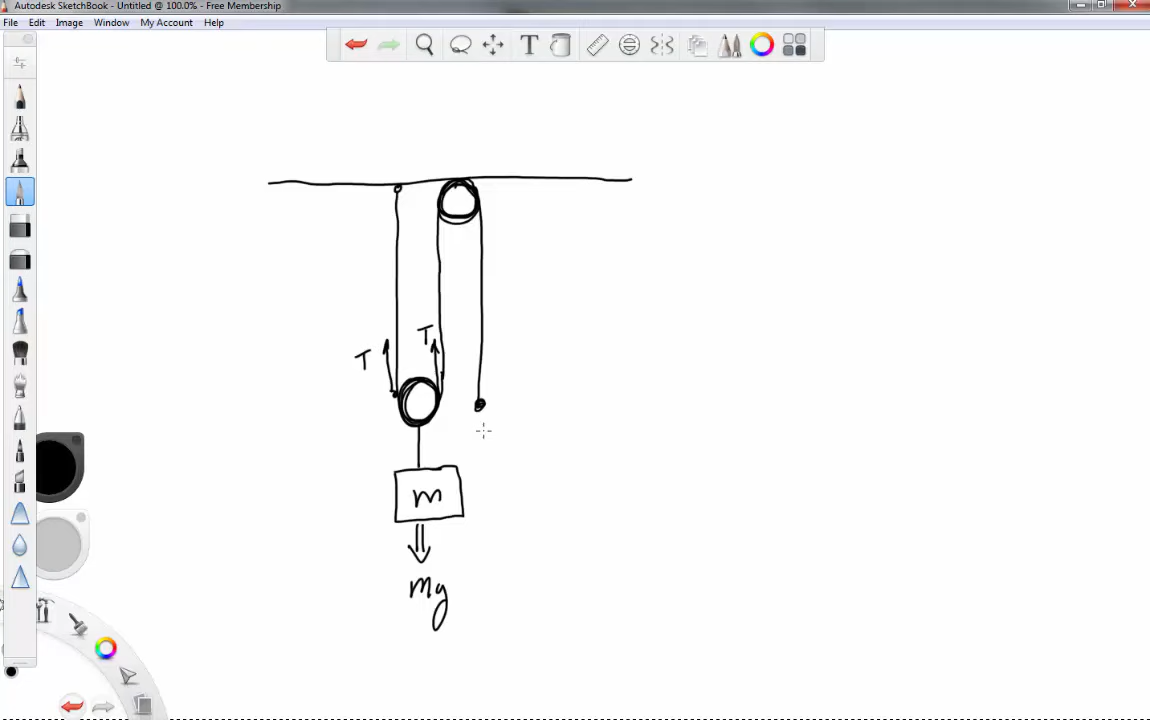 Autodesk SketchBook - Untitled @ 100.0% - Free Membership
File Edit Image Window My Account Help
T
T
T
m
mg